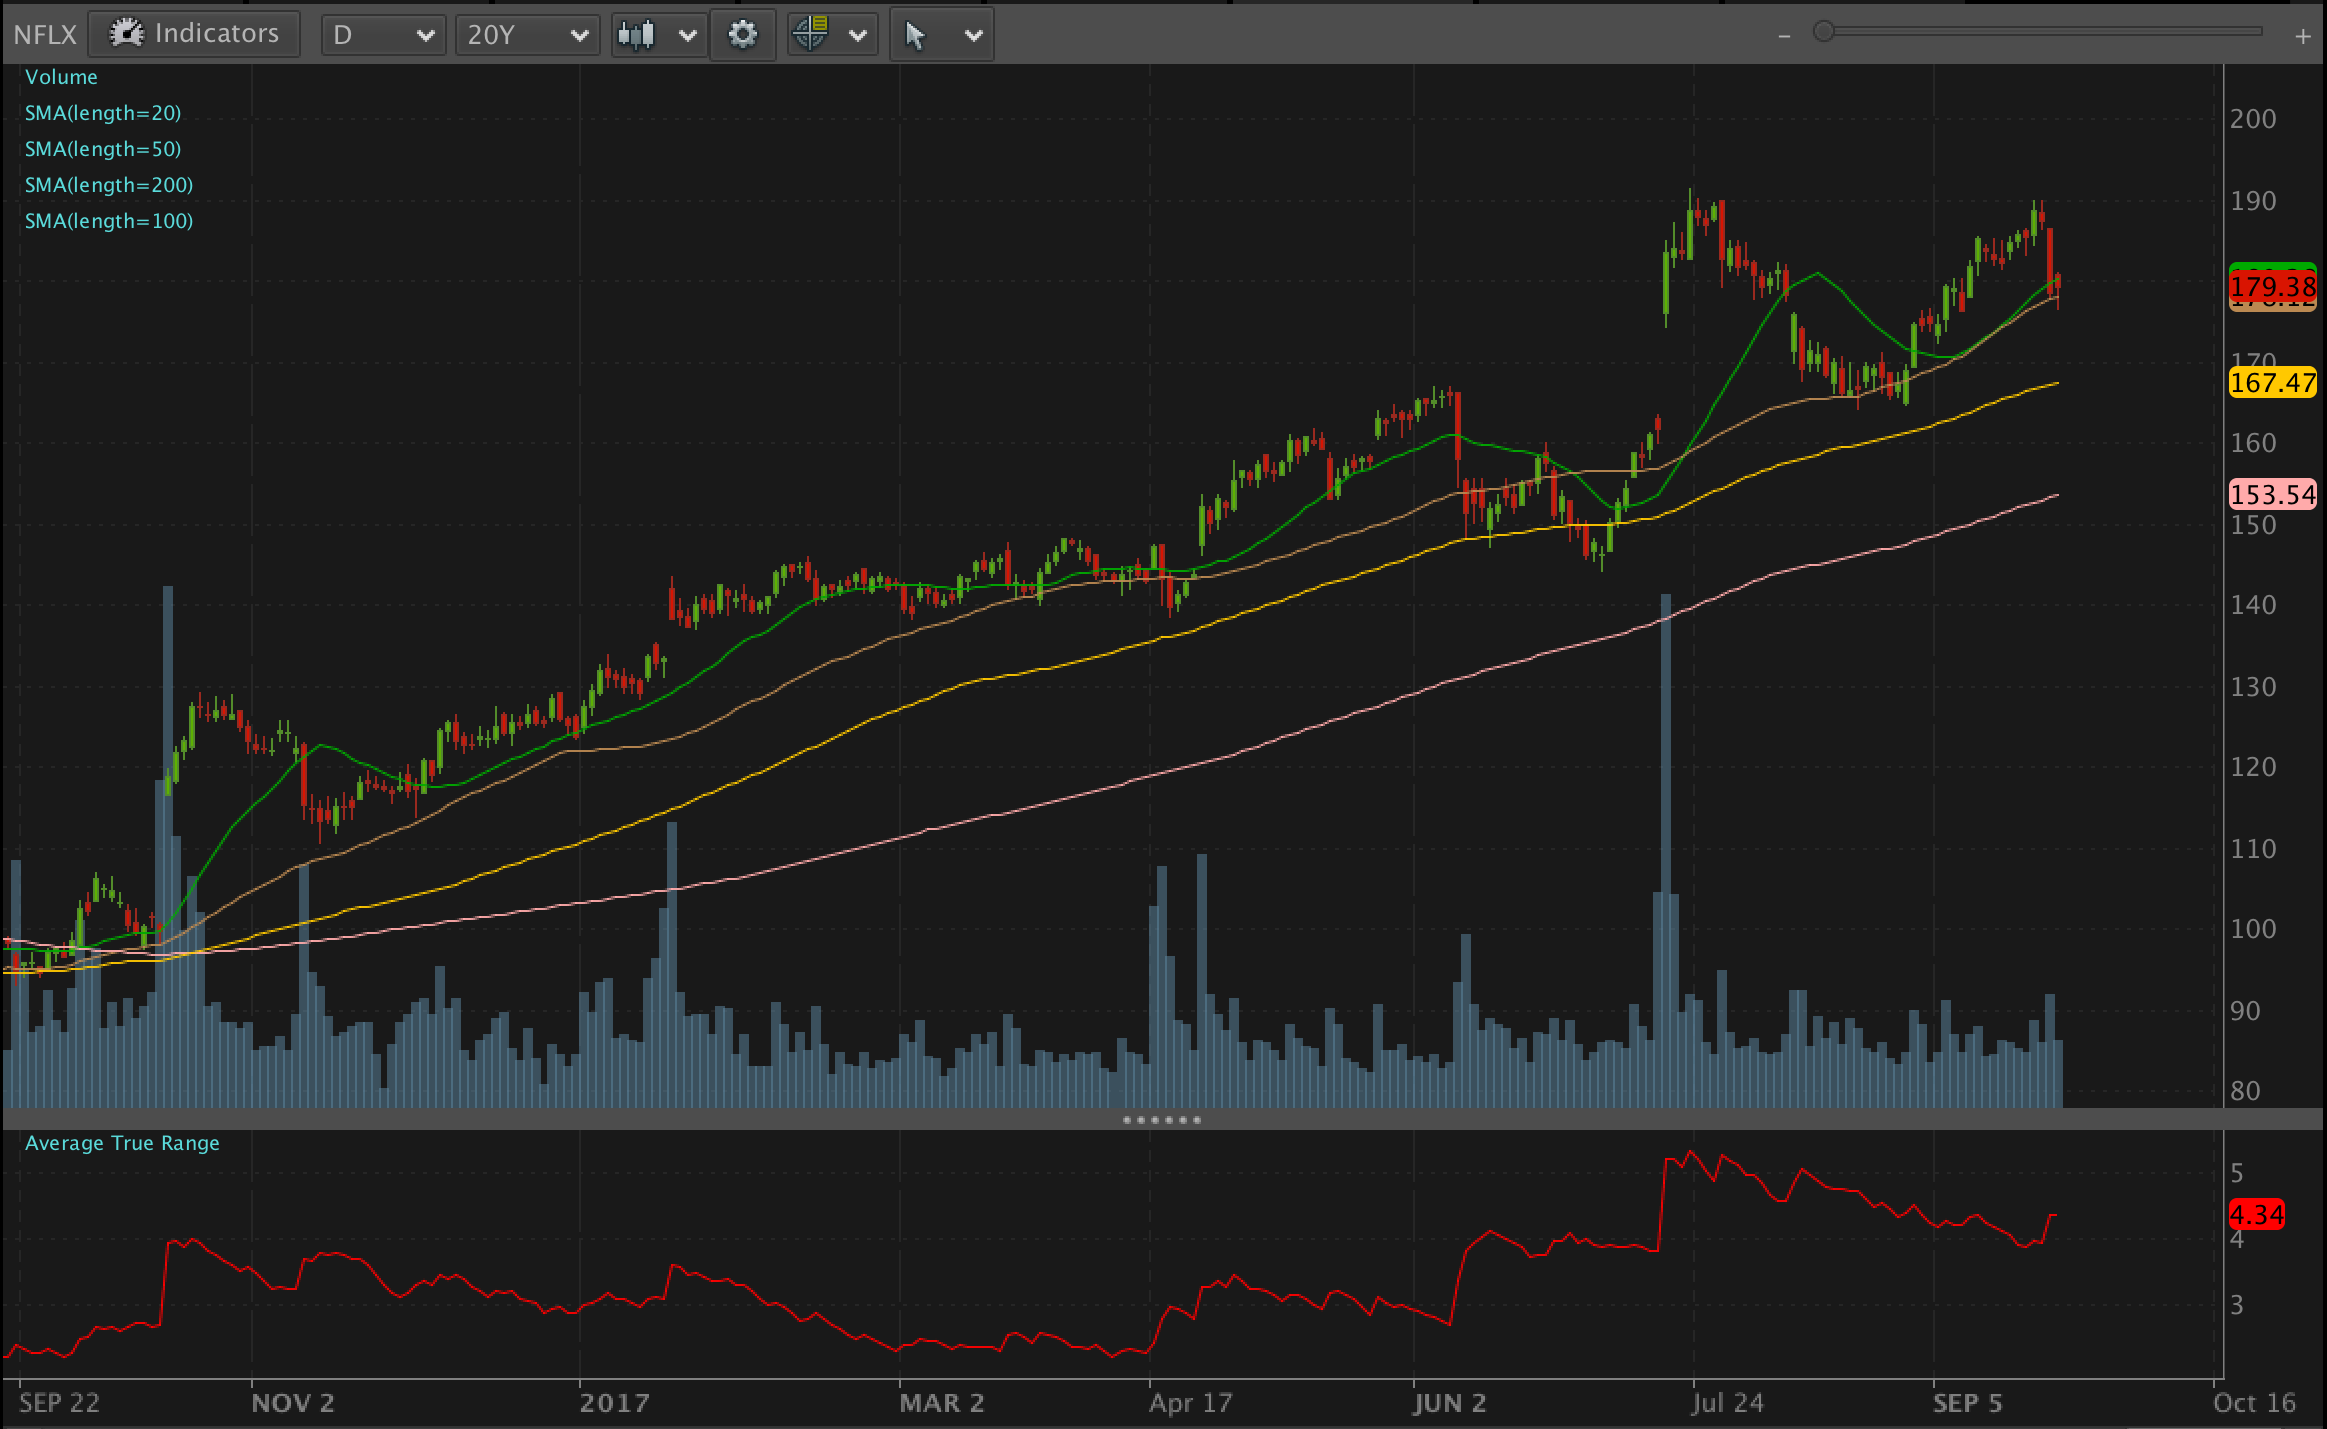 NFLX Indicators D 20Y - +
Volume
SMA(length=20)
SMA(length=50)
SMA(length=200)
SMA(length=100)
200
190
179.38
170
167.47
160
153.54
150
140
130
120
110
100
90
80
Average True Range
5
4.34
4
3
SEP 22 NOV 2 2017 MAR 2 Apr 17 JUN 2 Jul 24 SEP 5 Oct 16